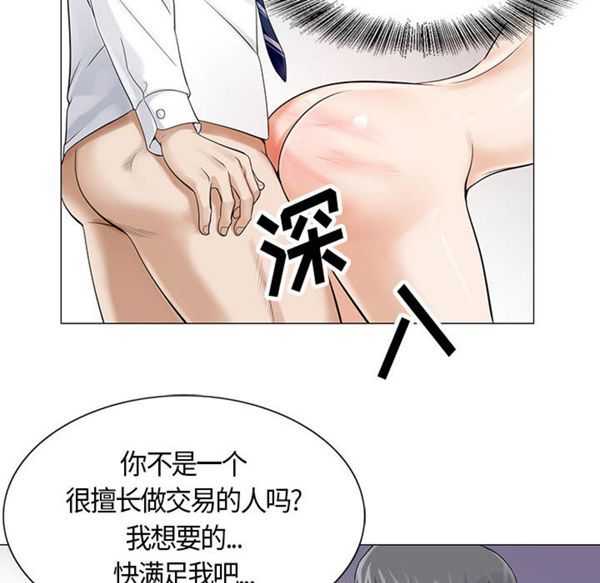 深
八
你不是一个
很擅长做交易的人吗?
我想要的...
快满足我吧...